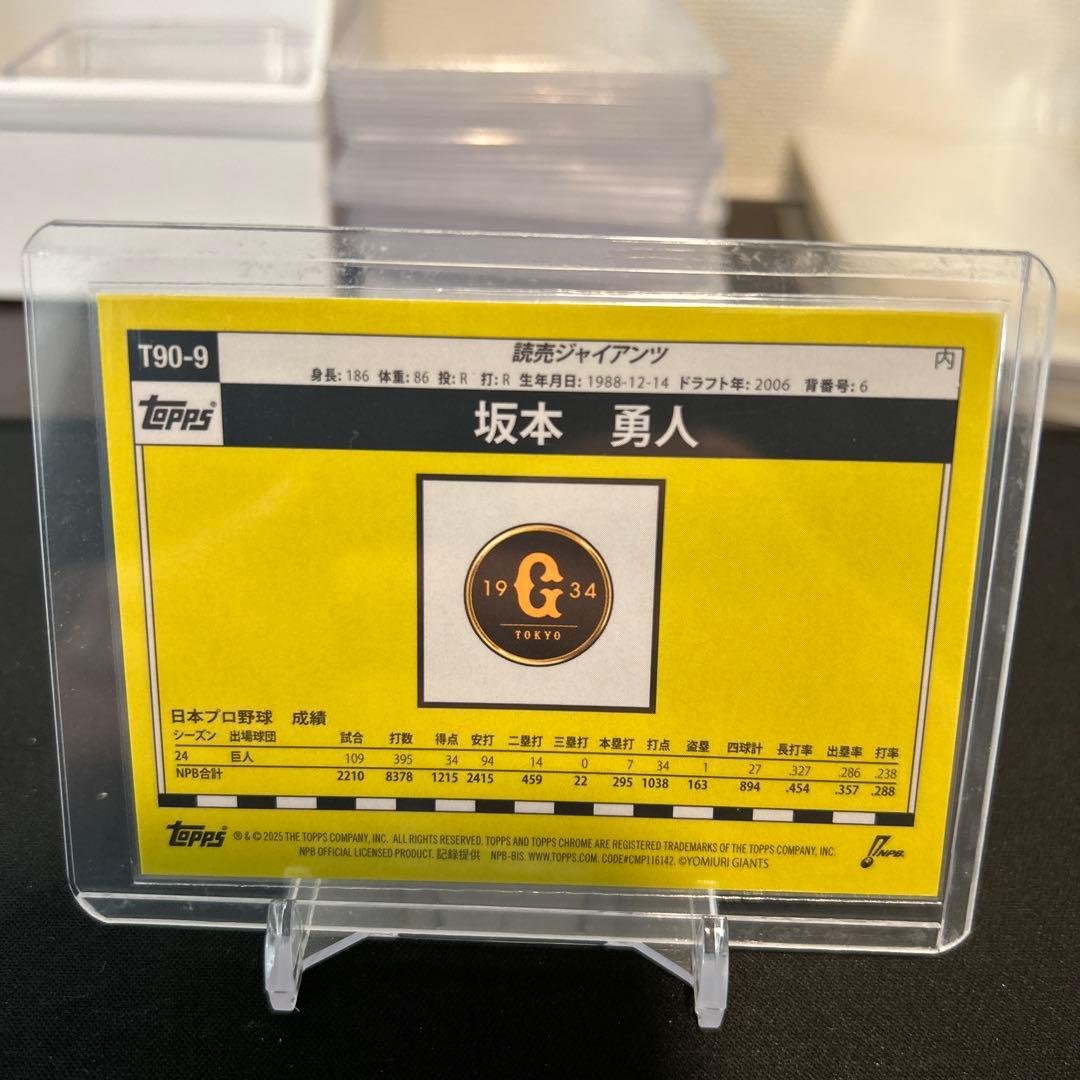 T90-9
読売ジャイアンツ
内
身長: 186 体重: 86 投: R 打: R 生年月日: 1988-12-14 ドラフト年: 2006 背番号: 6
topps
坂本 勇人
19 G 34
TOKYO
日本プロ野球 成績
シーズン 出場球団 試合 打数 得点 安打 二塁打 三塁打 本塁打 打点 盗塁 四球計 長打率 出塁率 打率
24 巨人 109 395 34 94 14 0 7 34 1 27 .327 .286 .238
NPB合計 2210 8378 1215 2415 459 22 295 1038 163 894 .454 .357 .288
topps ® & © 2025 THE TOPPS COMPANY, INC. ALL RIGHTS RESERVED. TOPPS AND TOPPS CHROME ARE REGISTERED TRADEMARKS OF THE TOPPS COMPANY, INC.
NPB OFFICIAL LICENSED PRODUCT. 記録提供 NPB-BIS. WWW.TOPPS.COM. CODE#CMP116142. ©YOMIURI GIANTS
NPB